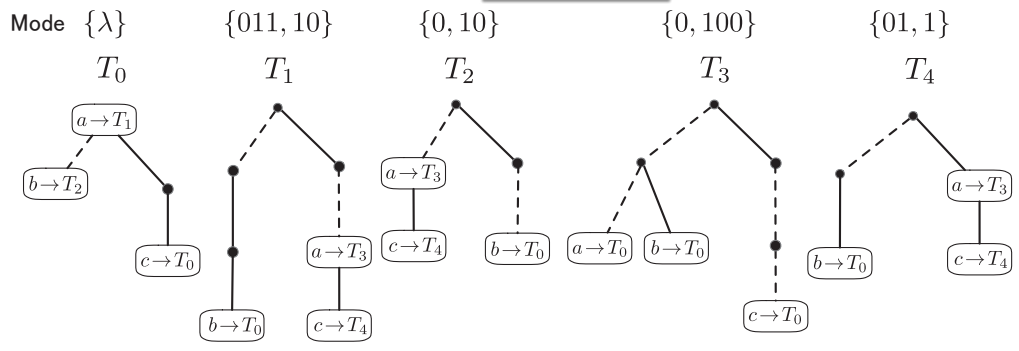 Mode {λ} {011, 10} {0, 10} {0, 100} {01, 1}
T₀ T₁ T₂ T₃ T₄
a→T₁
b→T₂ a→T₃ a→T₃
c→T₀ a→T₃ c→T₄ b→T₀ a→T₀ b→T₀ b→T₀ c→T₄
b→T₀ c→T₄ c→T₀